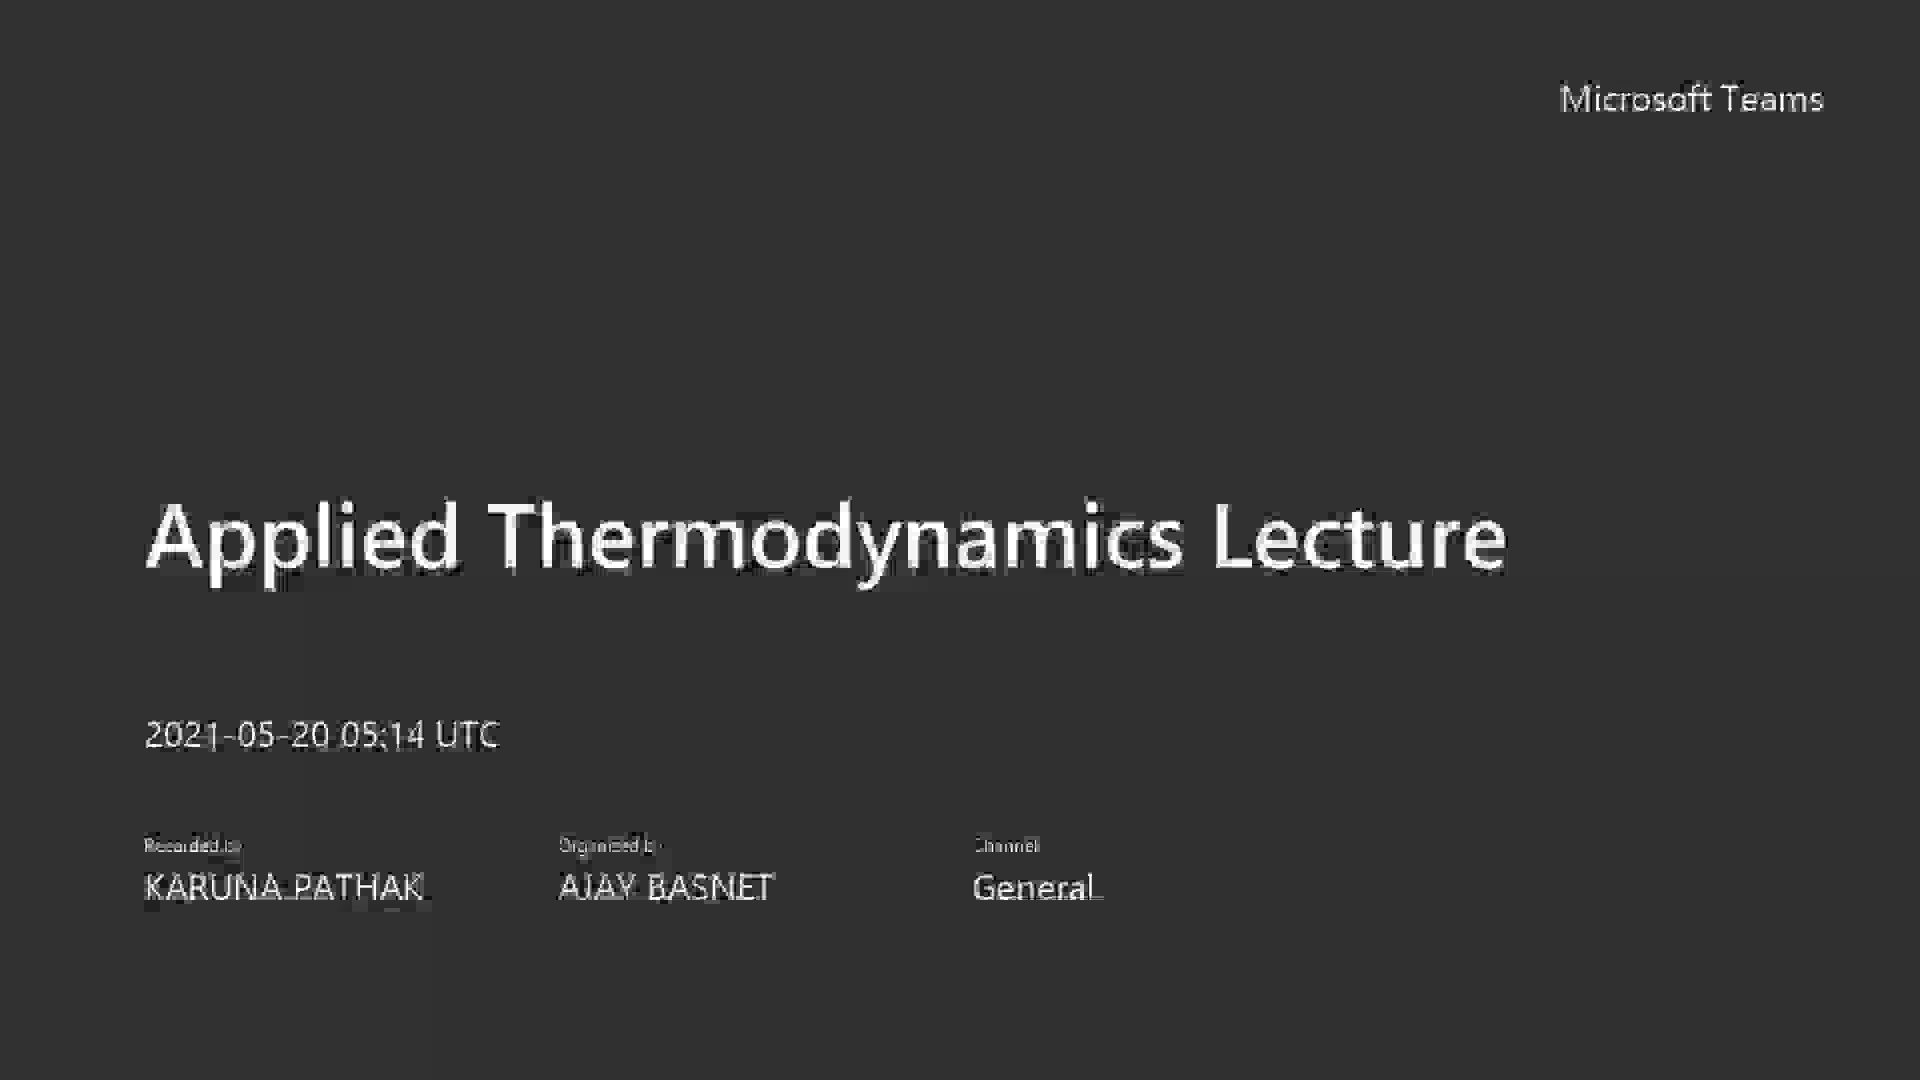 Microsoft Teams
Applied Thermodynamics Lecture
2021-05-20 05:14 UTC
Recorded by
Organized by
Channel
KARUNA PATHAK
AJAY BASNET
General